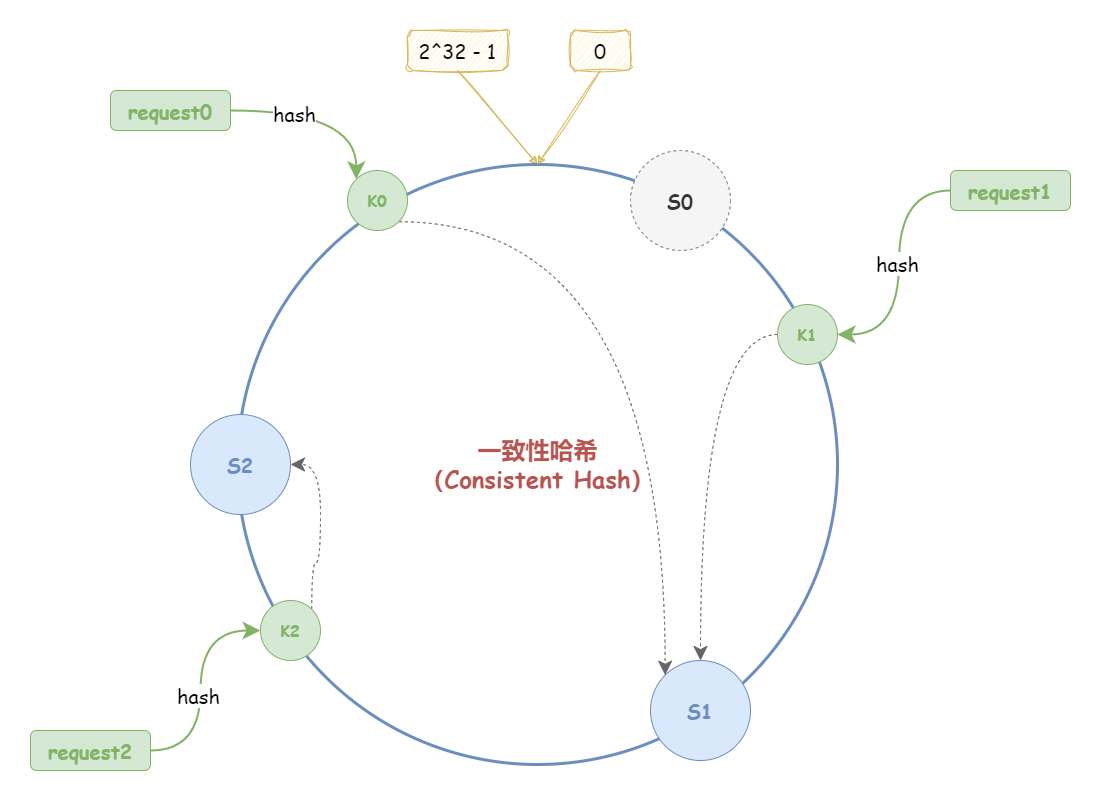 2^32 - 1
0
request0
hash
K0
S0
request1
hash
K1
一致性哈希
(Consistent Hash)
S2
K2
hash
request2
S1